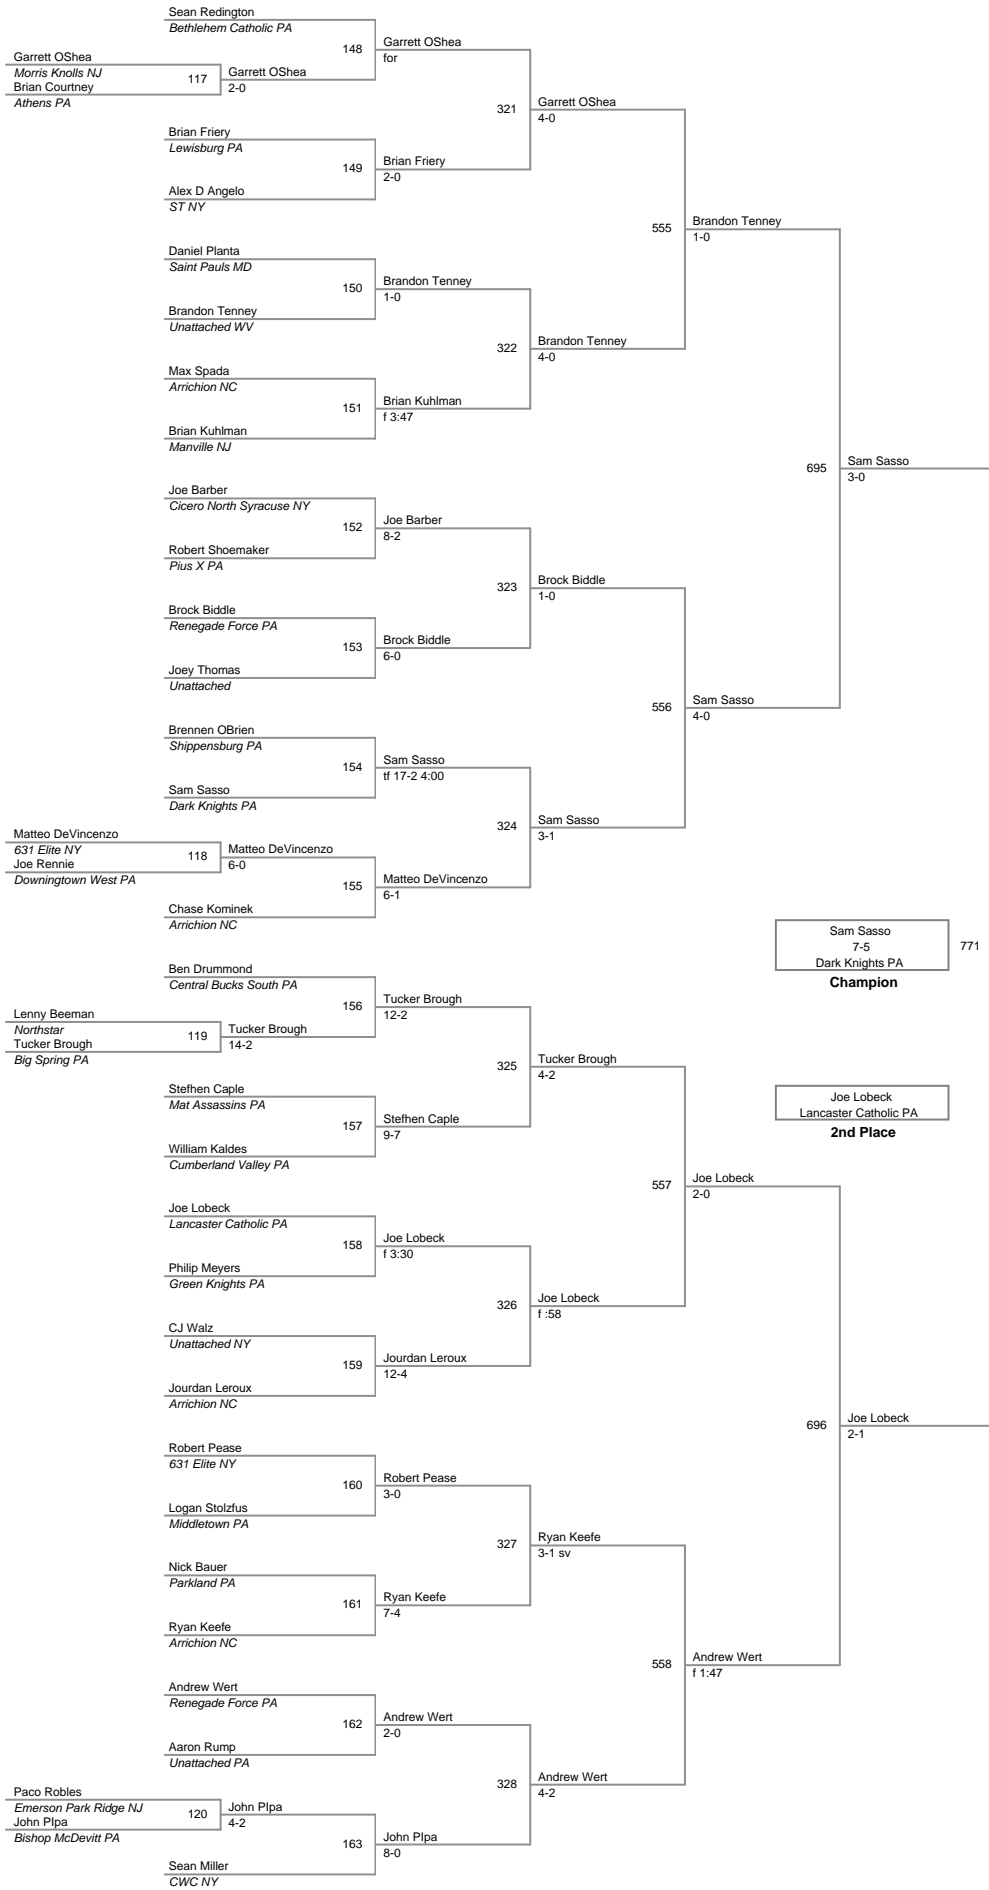 Sean Redington
Bethlehem Catholic PA
148
Garrett OShea
for
Garrett OShea
Morris Knolls NJ
117
Garrett OShea
2-0
Brian Courtney
Athens PA
321
Garrett OShea
4-0
Brian Friery
Lewisburg PA
149
Brian Friery
2-0
Alex D Angelo
ST NY
555
Brandon Tenney
1-0
Daniel Planta
Saint Pauls MD
150
Brandon Tenney
1-0
Brandon Tenney
Unattached WV
322
Brandon Tenney
4-0
Max Spada
Arrichion NC
151
Brian Kuhlman
f 3:47
Brian Kuhlman
Manville NJ
695
Sam Sasso
3-0
Joe Barber
Cicero North Syracuse NY
152
Joe Barber
8-2
Robert Shoemaker
Pius X PA
323
Brock Biddle
1-0
Brock Biddle
Renegade Force PA
153
Brock Biddle
6-0
Joey Thomas
Unattached
556
Sam Sasso
4-0
Brennen OBrien
Shippensburg PA
154
Sam Sasso
tf 17-2 4:00
Sam Sasso
Dark Knights PA
324
Sam Sasso
3-1
Matteo DeVincenzo
631 Elite NY
118
Matteo DeVincenzo
6-0
Joe Rennie
Downingtown West PA
155
Matteo DeVincenzo
6-1
Chase Kominek
Arrichion NC
Sam Sasso
7-5
Dark Knights PA
771
Champion
Ben Drummond
Central Bucks South PA
156
Tucker Brough
12-2
Lenny Beeman
Northstar
119
Tucker Brough
14-2
Tucker Brough
Big Spring PA
325
Tucker Brough
4-2
Stefhen Caple
Mat Assassins PA
157
Stefhen Caple
9-7
William Kaldes
Cumberland Valley PA
Joe Lobeck
Lancaster Catholic PA
2nd Place
557
Joe Lobeck
2-0
Joe Lobeck
Lancaster Catholic PA
158
Joe Lobeck
f 3:30
Philip Meyers
Green Knights PA
326
Joe Lobeck
f :58
CJ Walz
Unattached NY
159
Jourdan Leroux
12-4
Jourdan Leroux
Arrichion NC
696
Joe Lobeck
2-1
Robert Pease
631 Elite NY
160
Robert Pease
3-0
Logan Stolzfus
Middletown PA
327
Ryan Keefe
3-1 sv
Nick Bauer
Parkland PA
161
Ryan Keefe
7-4
Ryan Keefe
Arrichion NC
558
Andrew Wert
f 1:47
Andrew Wert
Renegade Force PA
162
Andrew Wert
2-0
Aaron Rump
Unattached PA
328
Andrew Wert
4-2
Paco Robles
Emerson Park Ridge NJ
120
John PIpa
4-2
John PIpa
Bishop McDevitt PA
163
John PIpa
8-0
Sean Miller
CWC NY